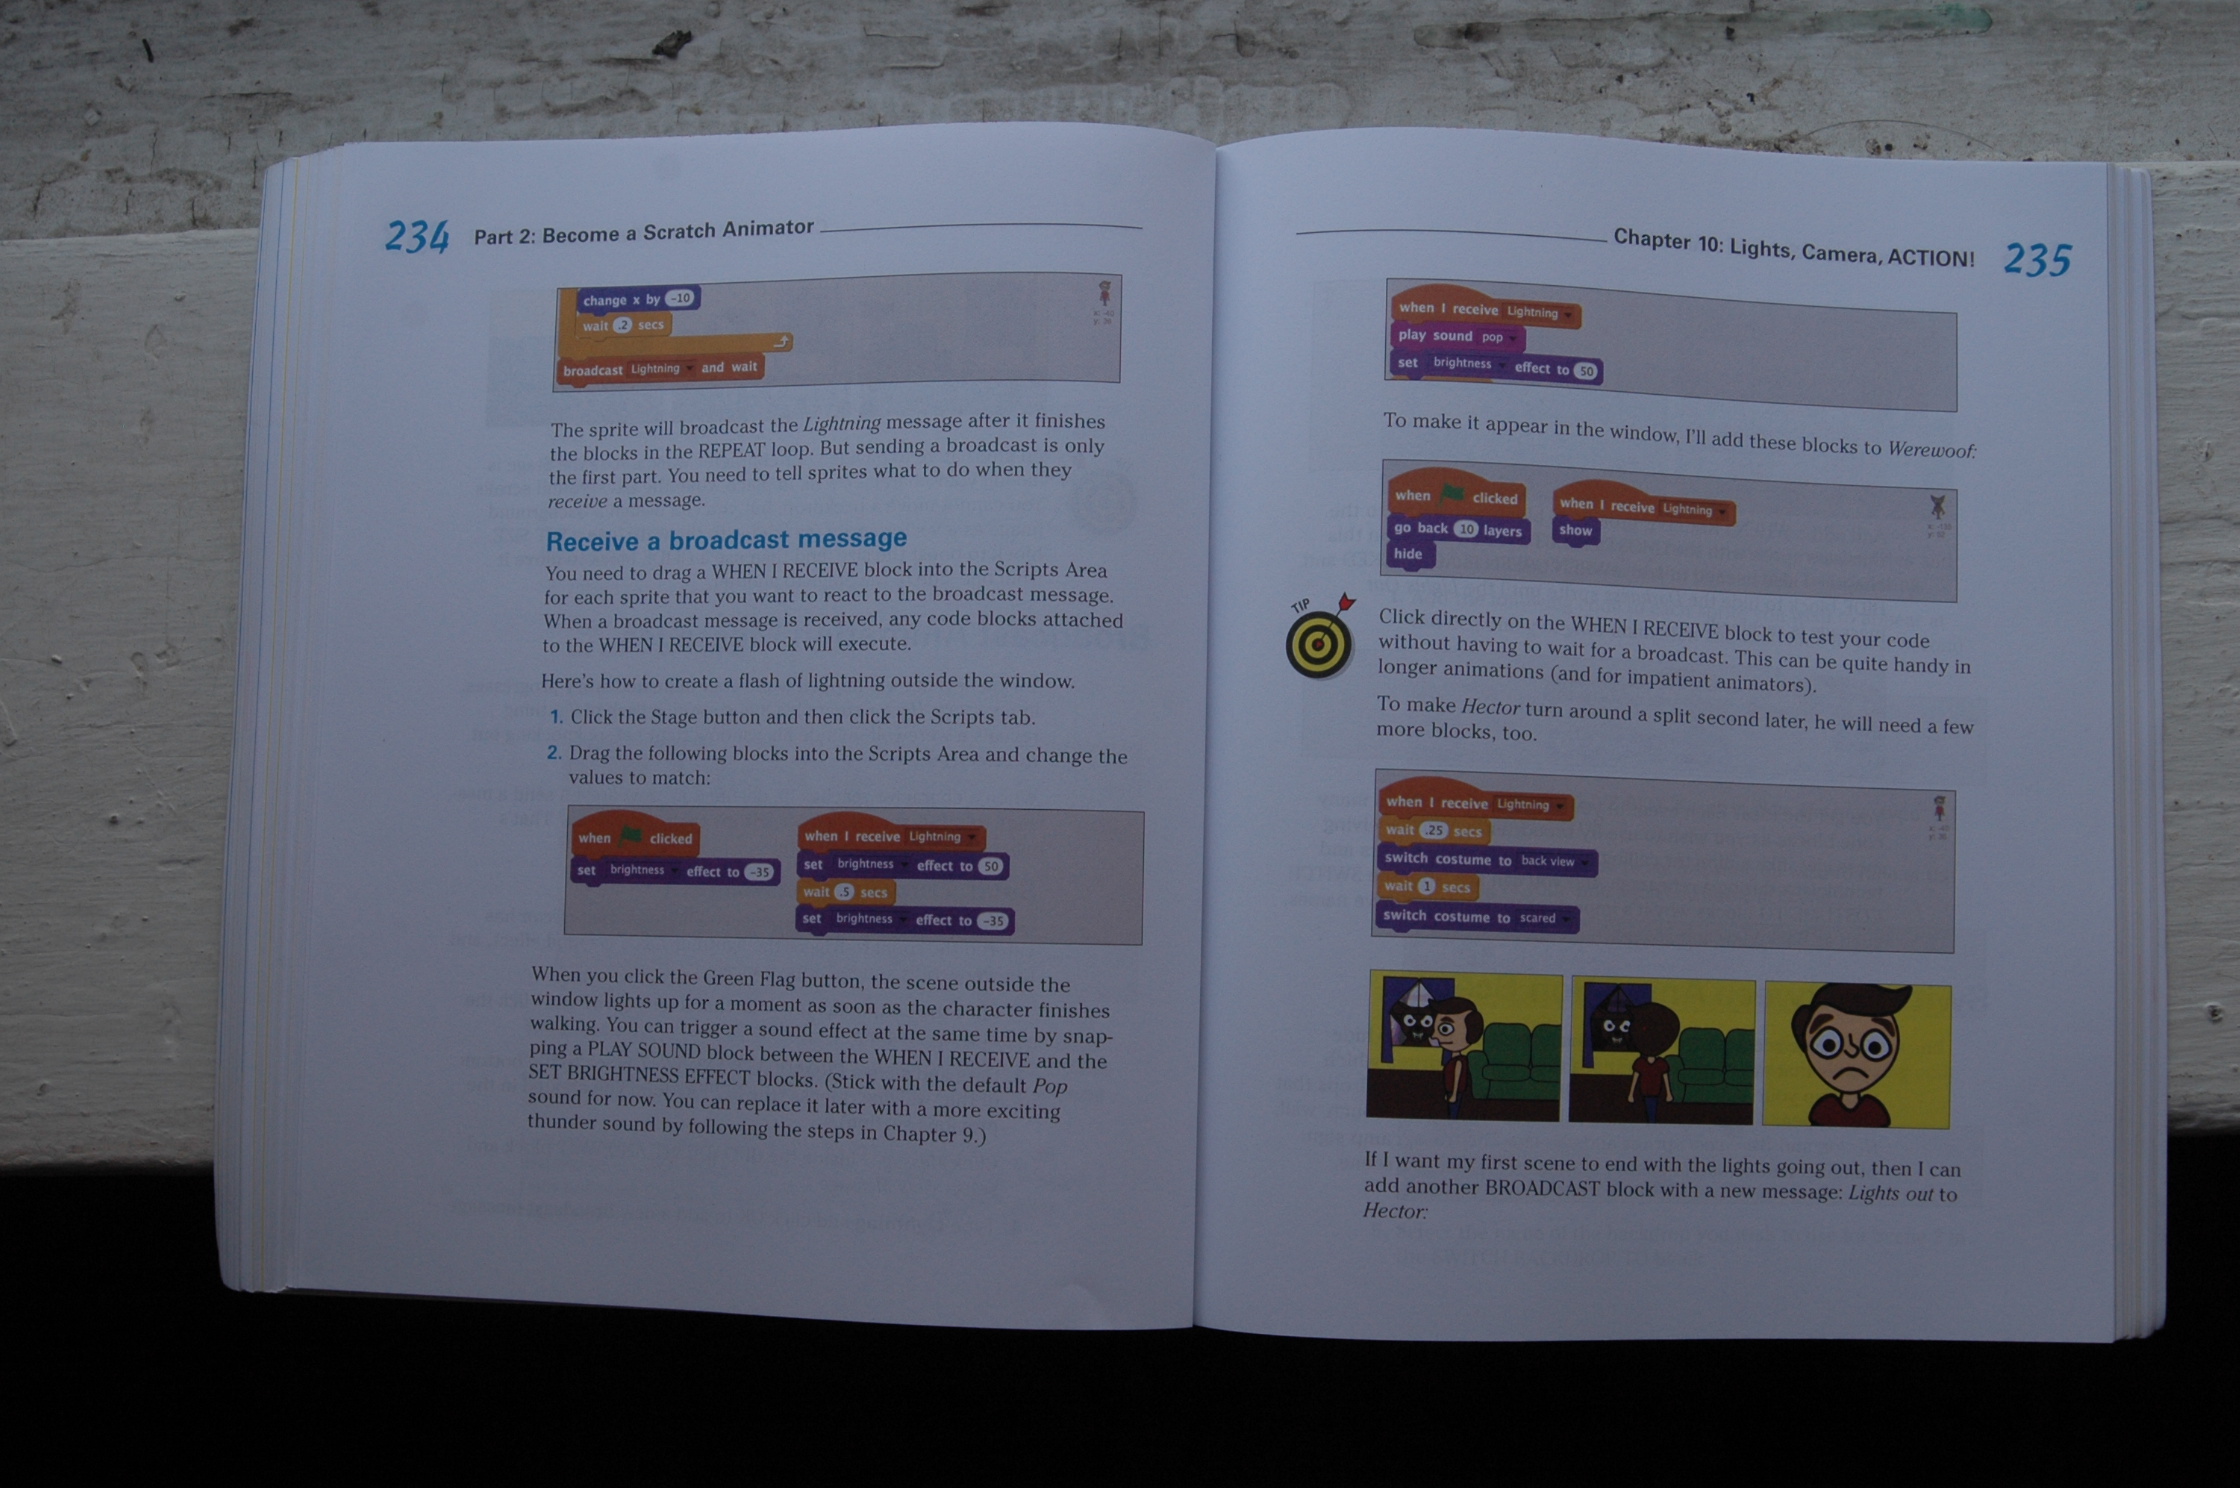 234 Part 2: Become a Scratch Animator
change x by -10
wait .2 secs
broadcast Lightning and wait
The sprite will broadcast the Lightning message after it finishes
the blocks in the REPEAT loop. But sending a broadcast is only
the first part. You need to tell sprites what to do when they
receive a message.
Receive a broadcast message
You need to drag a WHEN I RECEIVE block into the Scripts Area
for each sprite that you want to react to the broadcast message.
When a broadcast message is received, any code blocks attached
to the WHEN I RECEIVE block will execute.
Here's how to create a flash of lightning outside the window.
1. Click the Stage button and then click the Scripts tab.
2. Drag the following blocks into the Scripts Area and change the
values to match:
when clicked
set brightness effect to -35
when I receive Lightning
set brightness effect to 50
wait .5 secs
set brightness effect to -35
When you click the Green Flag button, the scene outside the
window lights up for a moment as soon as the character finishes
walking. You can trigger a sound effect at the same time by snap-
ping a PLAY SOUND block between the WHEN I RECEIVE and the
SET BRIGHTNESS EFFECT blocks. (Stick with the default Pop
sound for now. You can replace it later with a more exciting
thunder sound by following the steps in Chapter 9.)
Chapter 10: Lights, Camera, ACTION! 235
when I receive Lightning
play sound pop
set brightness effect to 50
To make it appear in the window, I'll add these blocks to Werewoof:
when clicked
go back 10 layers
hide
when I receive Lightning
show
TIP
Click directly on the WHEN I RECEIVE block to test your code
without having to wait for a broadcast. This can be quite handy in
longer animations (and for impatient animators).
To make Hector turn around a split second later, he will need a few
more blocks, too.
when I receive Lightning
wait .25 secs
switch costume to back view
wait 1 secs
switch costume to scared
If I want my first scene to end with the lights going out, then I can
add another BROADCAST block with a new message: Lights out to
Hector: